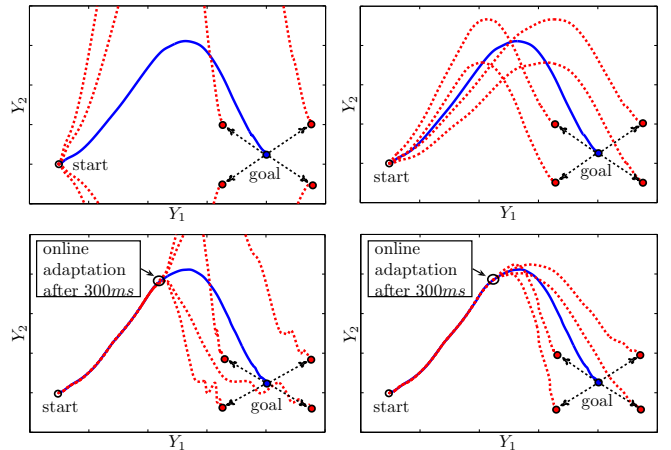 Y₂
start
goal
Y₁
Y₂
start
goal
Y₁
online
adaptation
after 300ms
Y₂
start
goal
Y₁
online
adaptation
after 300ms
Y₂
start
goal
Y₁